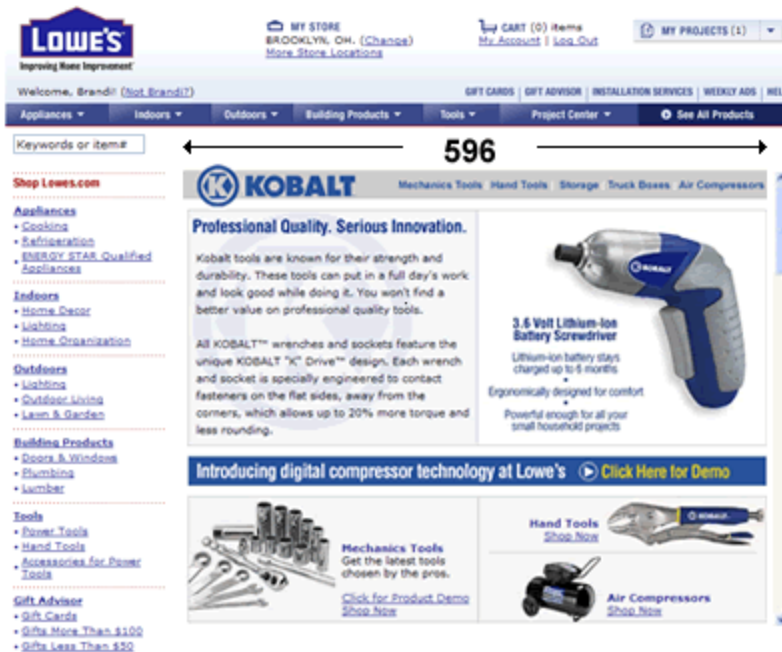 LOWE'S
Improving Home Improvement
MY STORE
BROOKLYN, OH. (Change)
More Store Locations
CART (0) items
My Account | Log Out
MY PROJECTS (1)
Welcome, Brandi! (Not Brandi?)
GIFT CARDS | GIFT ADVISOR | INSTALLATION SERVICES | WEEKLY ADS | HEL
Appliances Indoors Outdoors Building Products Tools Project Center See All Products
Keywords or item#
596
Shop Lowes.com
KOBALT
Mechanics Tools Hand Tools Storage Truck Boxes Air Compressors
Appliances
• Cooking
• Refrigeration
• ENERGY STAR Qualified
Appliances
Indoors
• Home Decor
• Lighting
• Home Organization
Outdoors
• Lighting
• Outdoor Living
• Lawn & Garden
Building Products
• Doors & Windows
• Plumbing
• Lumber
Tools
• Power Tools
• Hand Tools
• Accessories for Power
Tools
Gift Advisor
• Gift Cards
• Gifts More Than $100
• Gifts Less Than $50
Professional Quality. Serious Innovation.
Kobalt tools are known for their strength and
durability. These tools can put in a full day's work
and look good while doing it. You won't find a
better value on professional quality tools.
All KOBALT™ wrenches and sockets feature the
unique KOBALT "K" Drive™ design. Each wrench
and socket is specially engineered to contact
fasteners on the flat sides, away from the
corners, which allows up to 20% more torque and
less rounding.
KOBALT
3.6 Volt Lithium-Ion
Battery Screwdriver
Lithium-ion battery stays
charged up to 6 months
•
Ergonomically designed for comfort
•
Powerful enough for all your
small household projects
Introducing digital compressor technology at Lowe's Click Here for Demo
Mechanics Tools
Get the latest tools
chosen by the pros.
Click for Product Demo
Shop Now
Hand Tools
Shop Now
KOBALT
Air Compressors
Shop Now